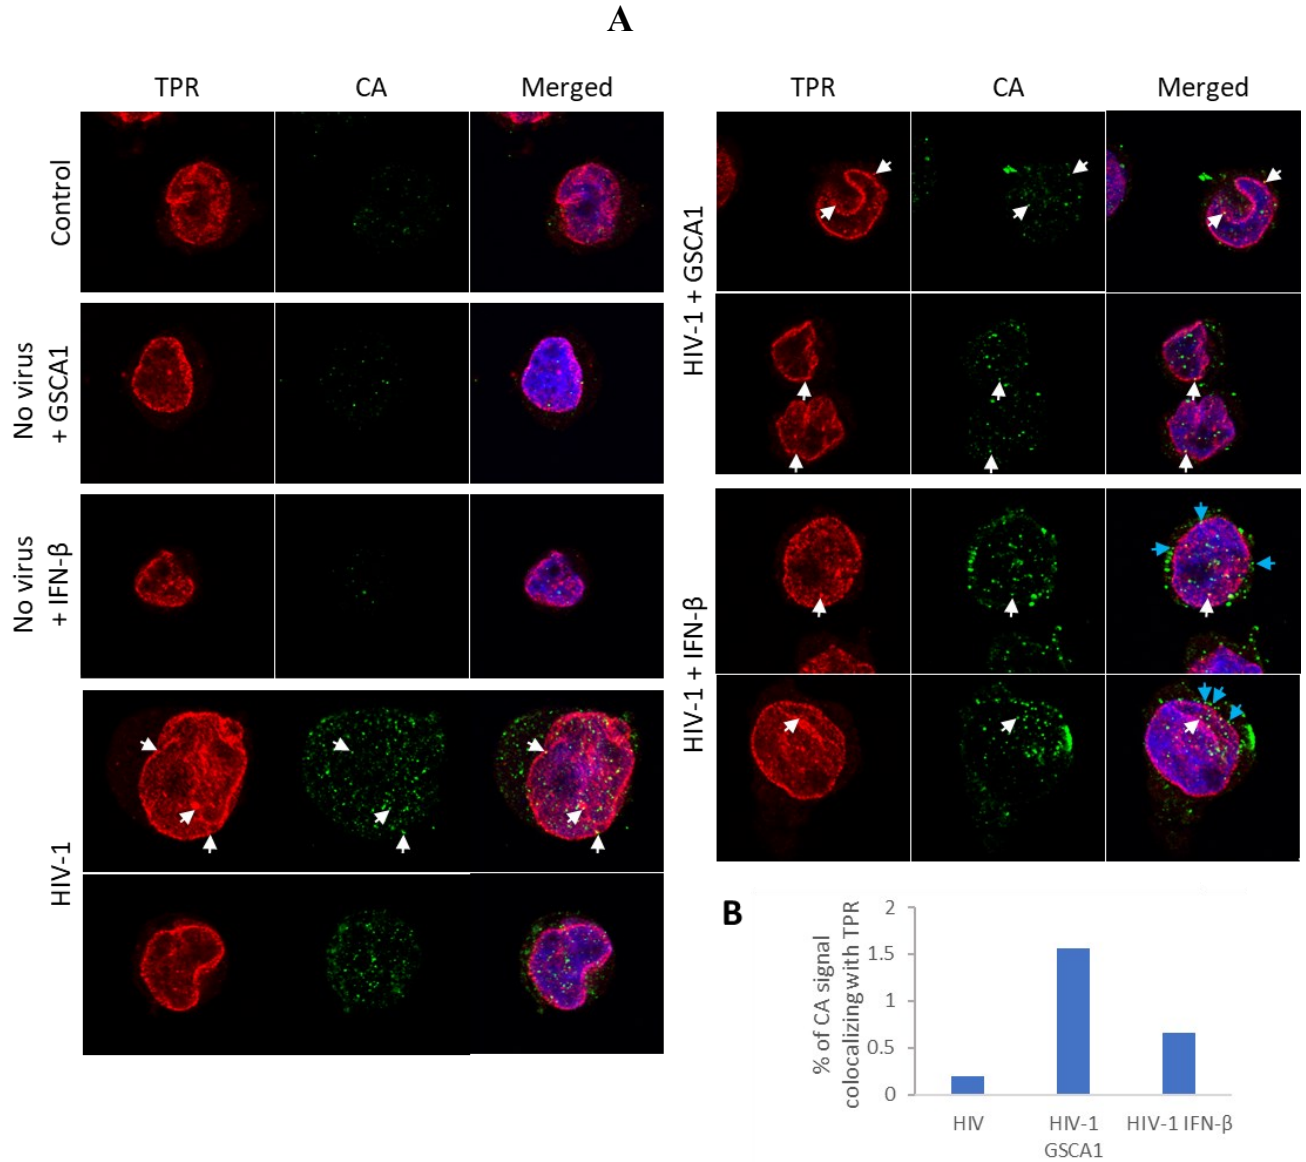 A
TPR CA Merged
Control
No virus
+ GSCA1
No virus
+ IFN-β
HIV-1
TPR CA Merged
HIV-1 + GSCA1
HIV-1 + IFN-β
B
% of CA signal
colocalizing with TPR
2
1.5
1
0.5
0
HIV
HIV-1
GSCA1
HIV-1 IFN-β